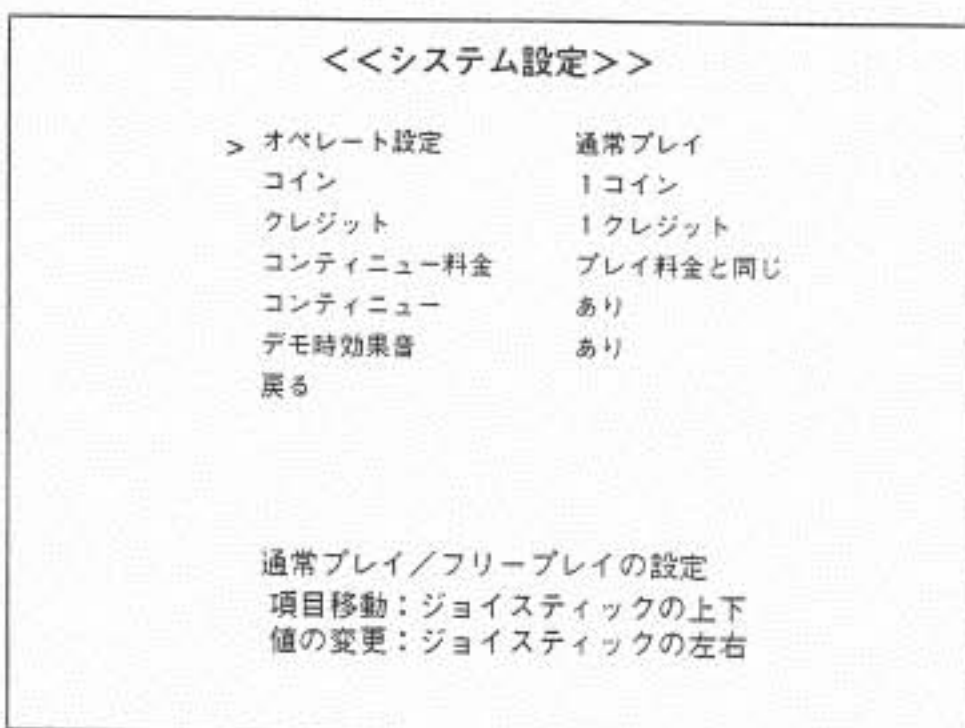 <<システム設定>>
> オペレート設定 通常プレイ
コイン 1コイン
クレジット 1クレジット
コンティニュー料金 プレイ料金と同じ
コンティニュー あり
デモ時効果音 あり
戻る
通常プレイ／フリープレイの設定
項目移動：ジョイスティックの上下
値の変更：ジョイスティックの左右